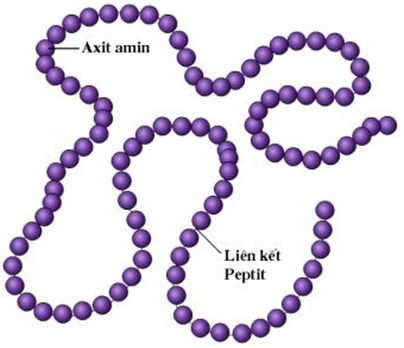 Axit amin
Liên kết
Peptit